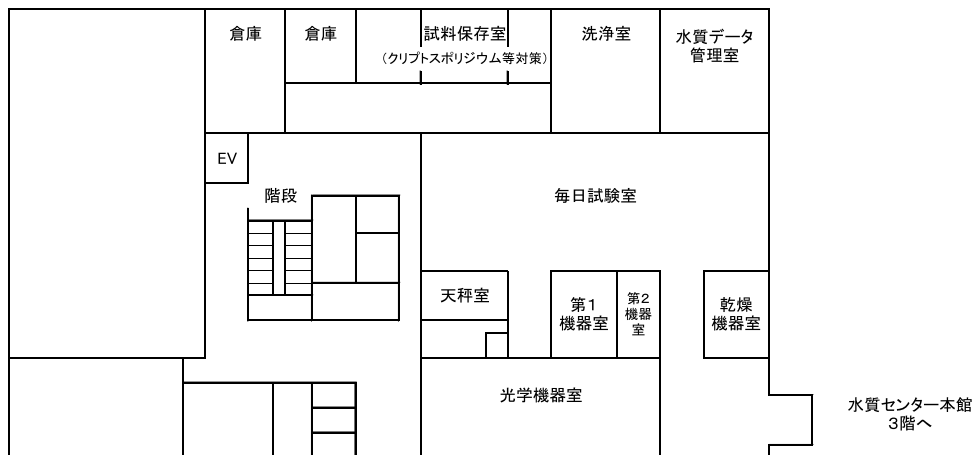 倉庫
倉庫
試料保存室
（クリプトスポリジウム等対策）
洗浄室
水質データ
管理室
EV
階段
毎日試験室
天秤室
第１
機器室
第２
機器
室
乾燥
機器室
光学機器室
水質センター本館
３階へ